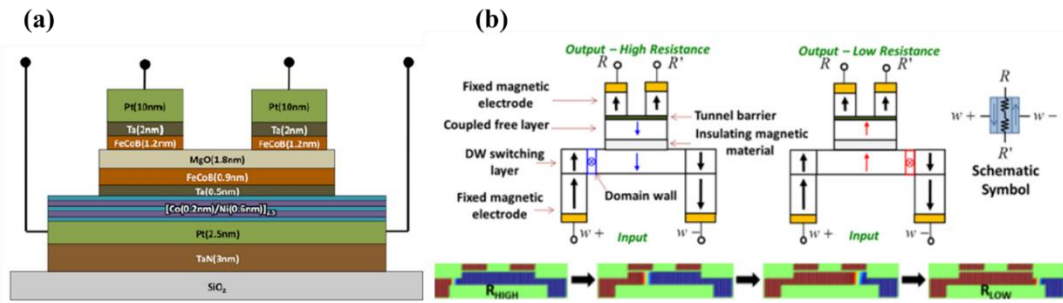 (a)
Pt(10nm)
Ta(2nm)
FeCoB(1.2nm)
Pt(10nm)
Ta(2nm)
FeCoB(1.2nm)
MgO(1.8nm)
FeCoB(0.9nm)
Ta(0.5nm)
[Co(0.2nm)/Ni(0.6nm)]
Pt(2.5nm)
TaN(3nm)
SiO2
(b)
Output – High Resistance
R R'
Fixed magnetic
electrode
Coupled free layer
DW switching
layer
Fixed magnetic
electrode
Tunnel barrier
Insulating magnetic
material
Domain wall
w + w -
Input
Output – Low Resistance
R R'
w + w -
Input
R
w + w -
R'
Schematic
Symbol
RHIGH
RLOW